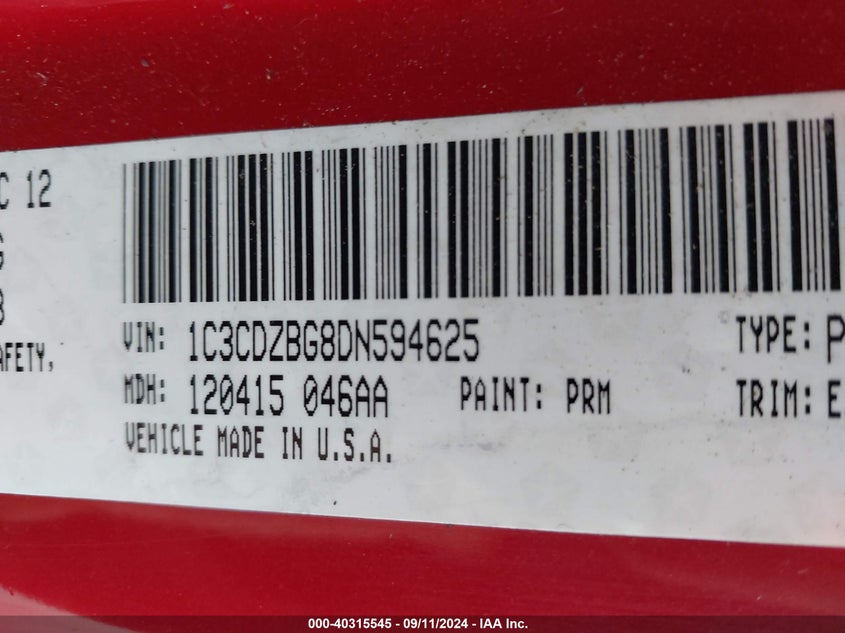 C 12
G
8
AFETY,
VIN: 1C3CDZBG8DN594625 TYPE: P
MDH: 120415 046AA PAINT: PRM TRIM: E
VEHICLE MADE IN U.S.A.
000-40315545 - 09/11/2024 - IAA Inc.